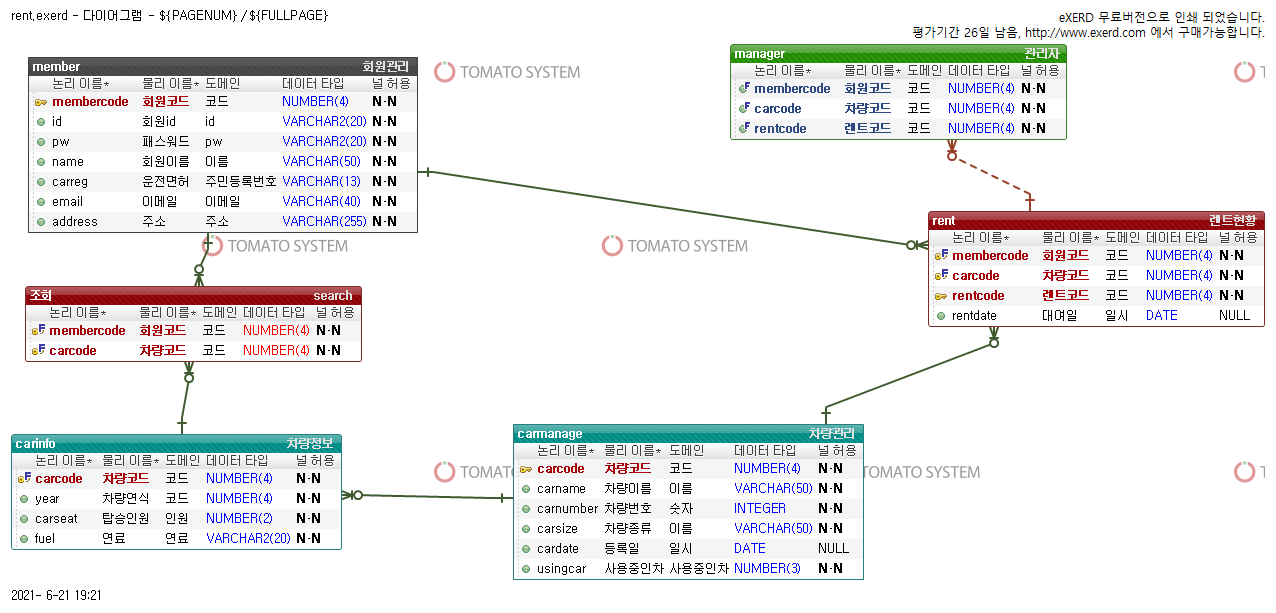 rent.exerd - 다이어그램 - ${PAGENUM} /${FULLPAGE}
eXERD 무료버전으로 인쇄 되었습니다.
평가기간 26일 남음, http://www.exerd.com 에서 구매가능합니다.
member 회원관리
논리 이름* 물리 이름* 도메인 데이터 타입 널 허용
membercode 회원코드 코드 NUMBER(4) N-N
id 회원id id VARCHAR2(20) N-N
pw 패스워드 pw VARCHAR2(20) N-N
name 회원이름 이름 VARCHAR(50) N-N
carreg 운전면허 주민등록번호 VARCHAR(13) N-N
email 이메일 이메일 VARCHAR(40) N-N
address 주소 주소 VARCHAR(255) N-N
TOMATO SYSTEM
manager 관리자
논리 이름* 물리 이름* 도메인 데이터 타입 널 허용
membercode 회원코드 코드 NUMBER(4) N-N
carcode 차량코드 코드 NUMBER(4) N-N
rentcode 렌트코드 코드 NUMBER(4) N-N
T
TOMATO SYSTEM
TOMATO SYSTEM
rent 렌트현황
논리 이름* 물리 이름* 도메인 데이터 타입 널 허용
membercode 회원코드 코드 NUMBER(4) N-N
carcode 차량코드 코드 NUMBER(4) N-N
rentcode 렌트코드 코드 NUMBER(4) N-N
rentdate 대여일 일시 DATE NULL
조회 search
논리 이름* 물리 이름* 도메인 데이터 타입 널 허용
membercode 회원코드 코드 NUMBER(4) N-N
carcode 차량코드 코드 NUMBER(4) N-N
carinfo 차량정보
논리 이름* 물리 이름* 도메인 데이터 타입 널 허용
carcode 차량코드 코드 NUMBER(4) N-N
year 차량연식 코드 NUMBER(4) N-N
carseat 탑승인원 인원 NUMBER(2) N-N
fuel 연료 연료 VARCHAR2(20) N-N
TOMATO
carmanage 차량관리
논리 이름* 물리 이름* 도메인 데이터 타입 널 허용
carcode 차량코드 코드 NUMBER(4) N-N
carname 차량이름 이름 VARCHAR(50) N-N
carnumber 차량번호 숫자 INTEGER N-N
carsize 차량종류 이름 VARCHAR(50) N-N
cardate 등록일 일시 DATE NULL
usingcar 사용중인차 사용중인차 NUMBER(3) N-N
TOMATO SYSTEM
T
2021- 6-21 19:21